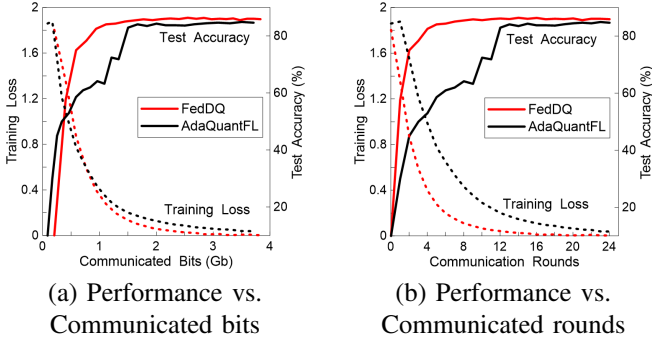 2
1.6
1.2
0.8
0.4
0
Training Loss
80
60
40
20
Test Accuracy (%)
Test Accuracy
FedDQ
AdaQuantFL
Training Loss
0 1 2 3 4
Communicated Bits (Gb)
(a) Performance vs.
Communicated bits
2
1.6
1.2
0.8
0.4
0
Training Loss
80
60
40
20
Test Accuracy (%)
Test Accuracy
FedDQ
AdaQuantFL
Training Loss
0 4 8 12 16 20 24
Communication Rounds
(b) Performance vs.
Communicated rounds